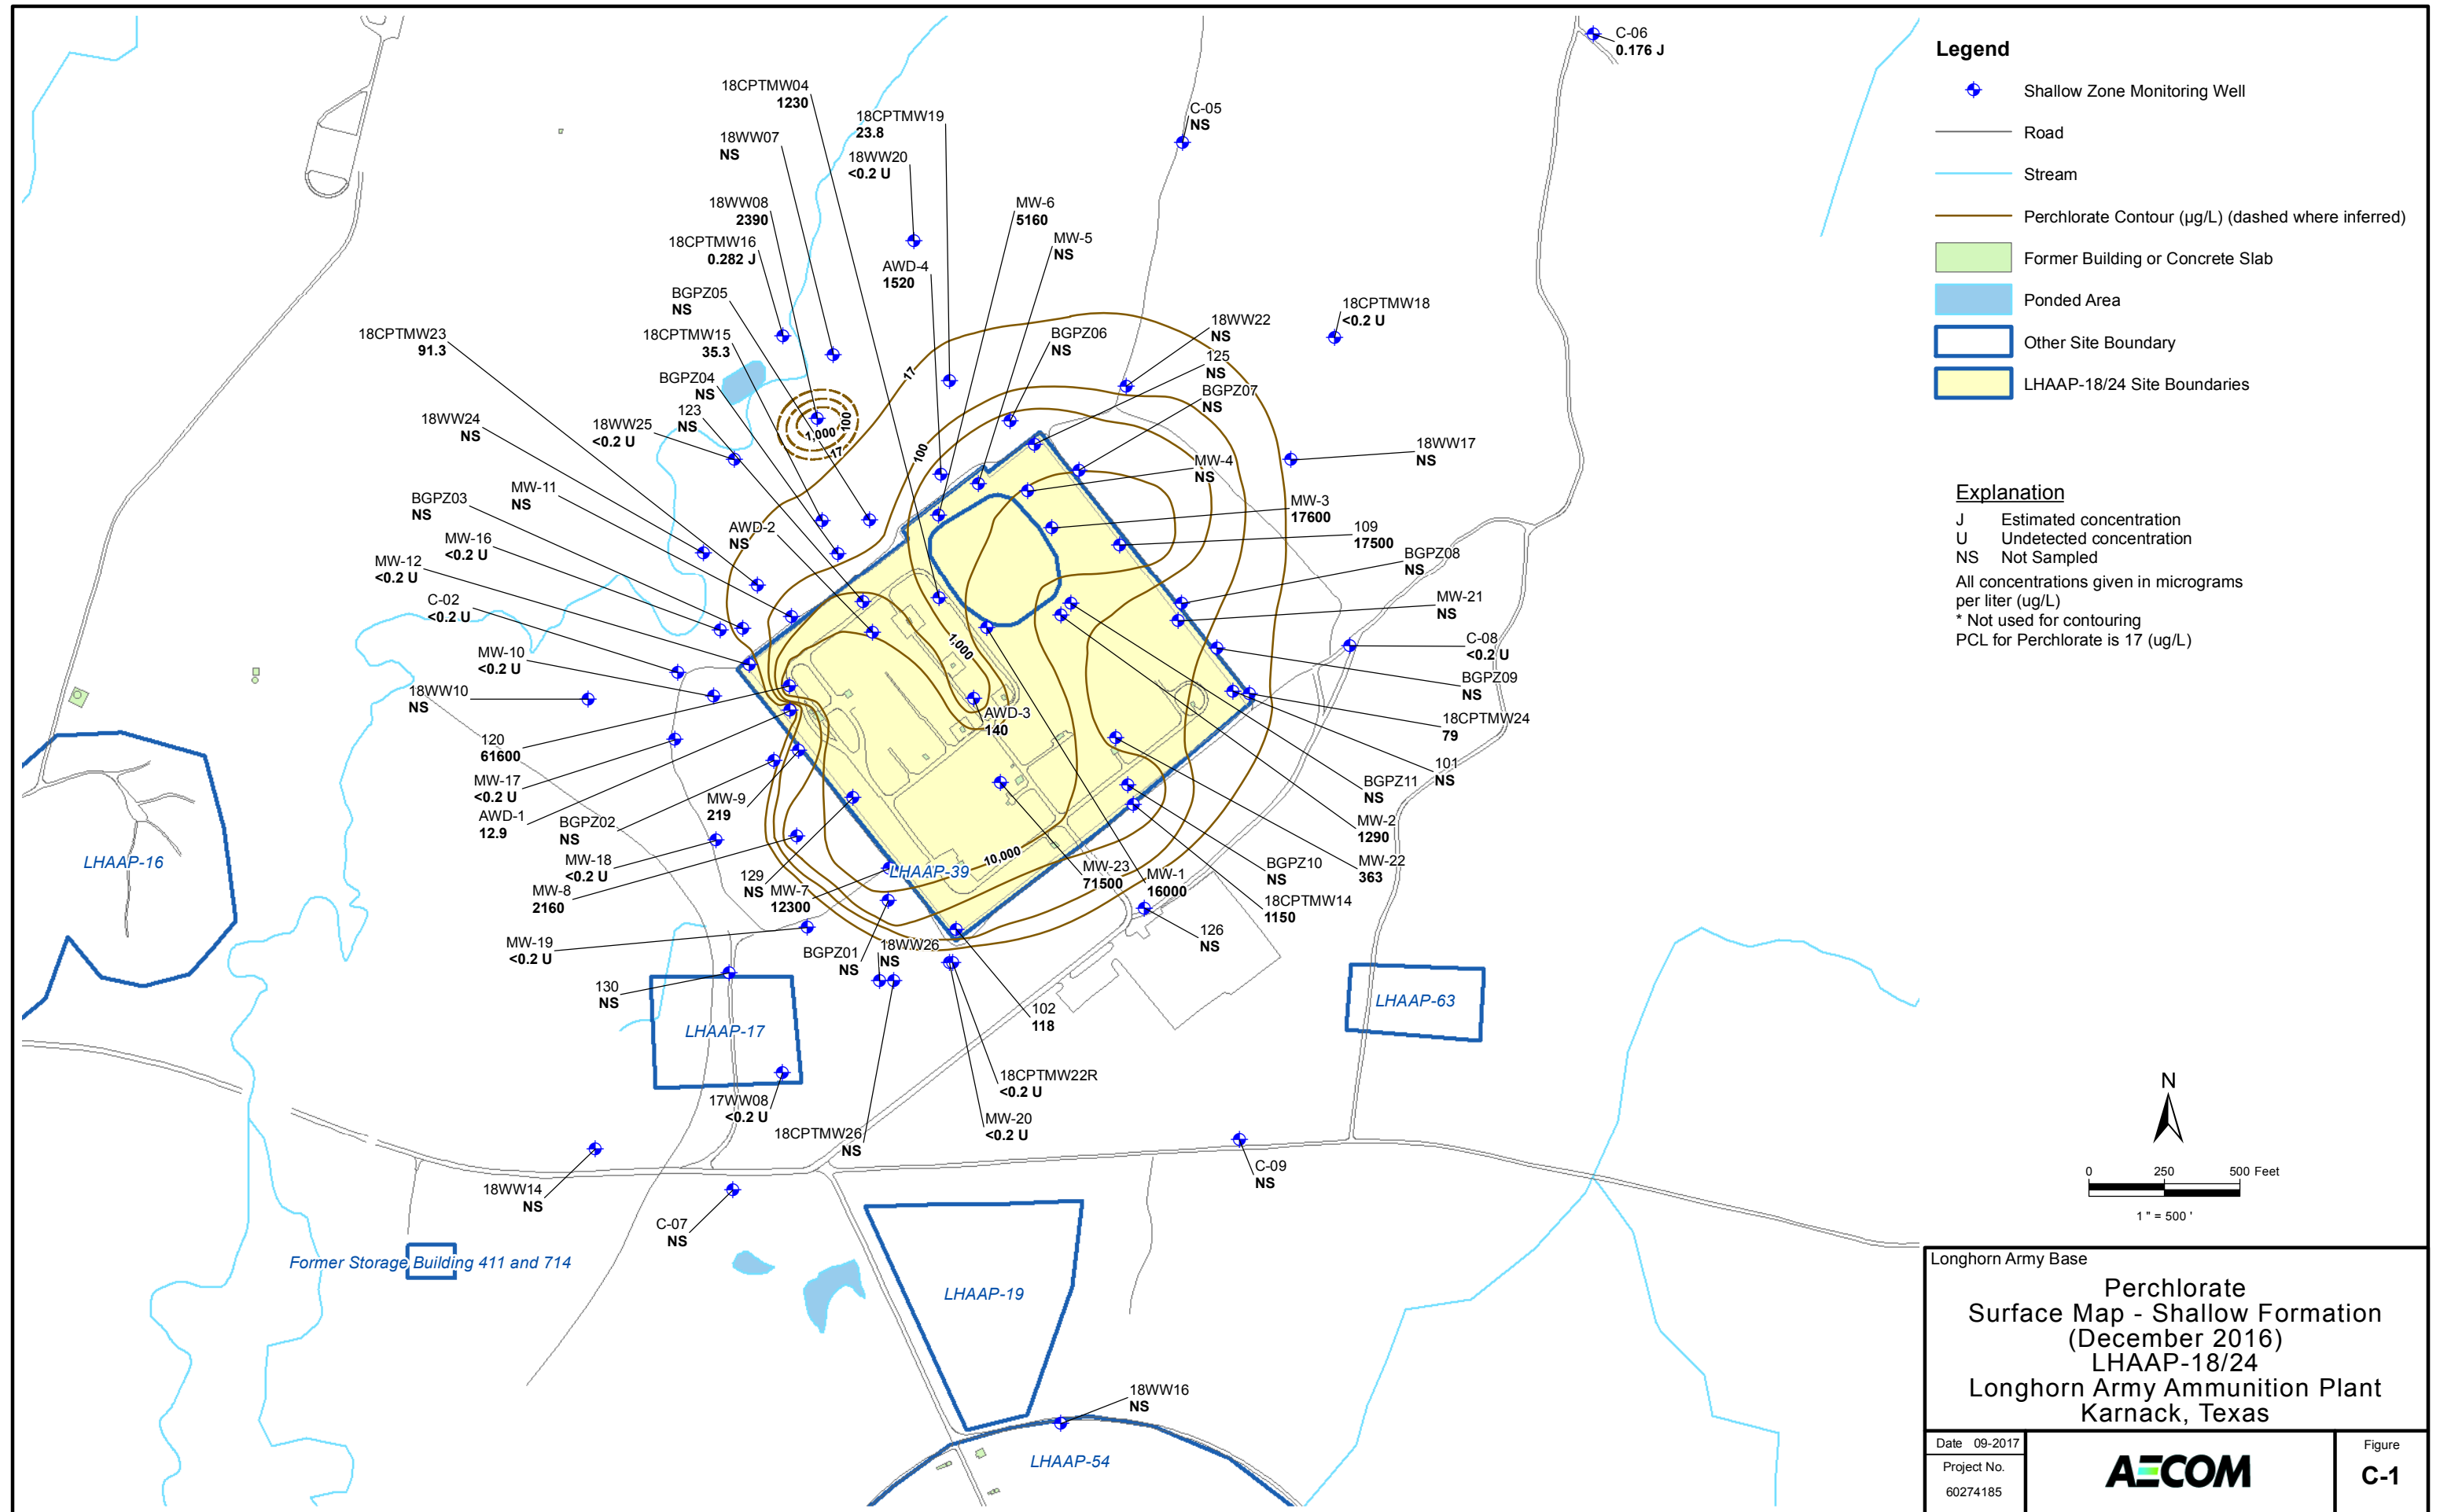 C-06
0.176 J
18CPTMW04
1230
18CPTMW19
23.8
C-05
NS
18WW07
NS
18WW20
<0.2 U
18WW08
2390
MW-6
5160
18CPTMW16
0.282 J
MW-5
NS
AWD-4
1520
BGPZ05
NS
18CPTMW18
<0.2 U
18CPTMW23
91.3
18CPTMW15
35.3
BGPZ06
NS
18WW22
NS
125
NS
BGPZ04
NS
BGPZ07
NS
17
18WW24
NS
18WW25
<0.2 U
123
NS
1,000
100
17
100
18WW17
NS
MW-4
NS
BGPZ03
NS
MW-11
NS
MW-3
17600
AWD-2
NS
109
17500
MW-16
<0.2 U
BGPZ08
NS
MW-12
<0.2 U
MW-21
NS
C-02
<0.2 U
1,000
C-08
<0.2 U
MW-10
<0.2 U
BGPZ09
NS
18WW10
NS
AWD-3
140
18CPTMW24
79
120
61600
101
NS
MW-17
<0.2 U
BGPZ11
NS
AWD-1
12.9
MW-9
219
BGPZ02
NS
MW-2
1290
MW-18
<0.2 U
LHAAP-16
10,000
LHAAP-39
MW-23
71500
MW-1
16000
BGPZ10
NS
MW-22
363
MW-8
2160
129
NS
MW-7
12300
18CPTMW14
1150
126
NS
MW-19
<0.2 U
BGPZ01
NS
18WW26
NS
130
NS
102
118
LHAAP-17
LHAAP-63
18CPTMW22R
<0.2 U
17WW08
<0.2 U
MW-20
<0.2 U
18CPTMW26
NS
C-09
NS
18WW14
NS
C-07
NS
Former Storage Building 411 and 714
LHAAP-19
18WW16
NS
LHAAP-54
Legend
Shallow Zone Monitoring Well
Road
Stream
Perchlorate Contour (µg/L) (dashed where inferred)
Former Building or Concrete Slab
Ponded Area
Other Site Boundary
LHAAP-18/24 Site Boundaries
Explanation
J Estimated concentration
U Undetected concentration
NS Not Sampled
All concentrations given in micrograms
per liter (ug/L)
* Not used for contouring
PCL for Perchlorate is 17 (ug/L)
N
0 250 500 Feet
1 " = 500 '
Longhorn Army Base
Perchlorate
Surface Map - Shallow Formation
(December 2016)
LHAAP-18/24
Longhorn Army Ammunition Plant
Karnack, Texas
Date 09-2017
Project No.
60274185
AECOM
Figure
C-1